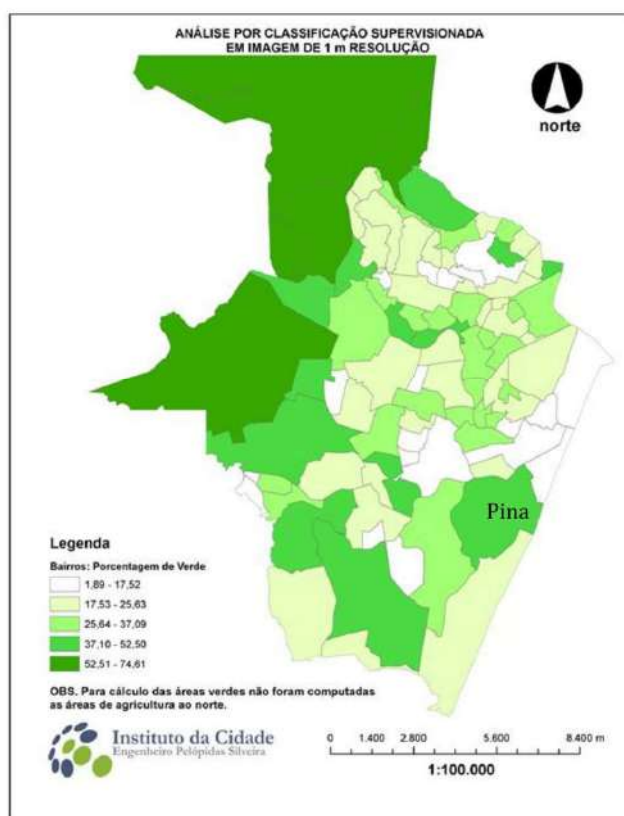 ANÁLISE POR CLASSIFICAÇÃO SUPERVISIONADA
EM IMAGEM DE 1 m RESOLUÇÃO
norte
Pina
Legenda
Bairros: Porcentagem de Verde
1,89 - 17,52
17,53 - 25,63
25,64 - 37,09
37,10 - 52,50
52,51 - 74,61
OBS. Para cálculo das áreas verdes não foram computadas
as áreas de agricultura ao norte.
Instituto da Cidade
Engenheiro Pelópidas Silveira
0 1.400 2.800 5.600 8.400 m
1:100.000